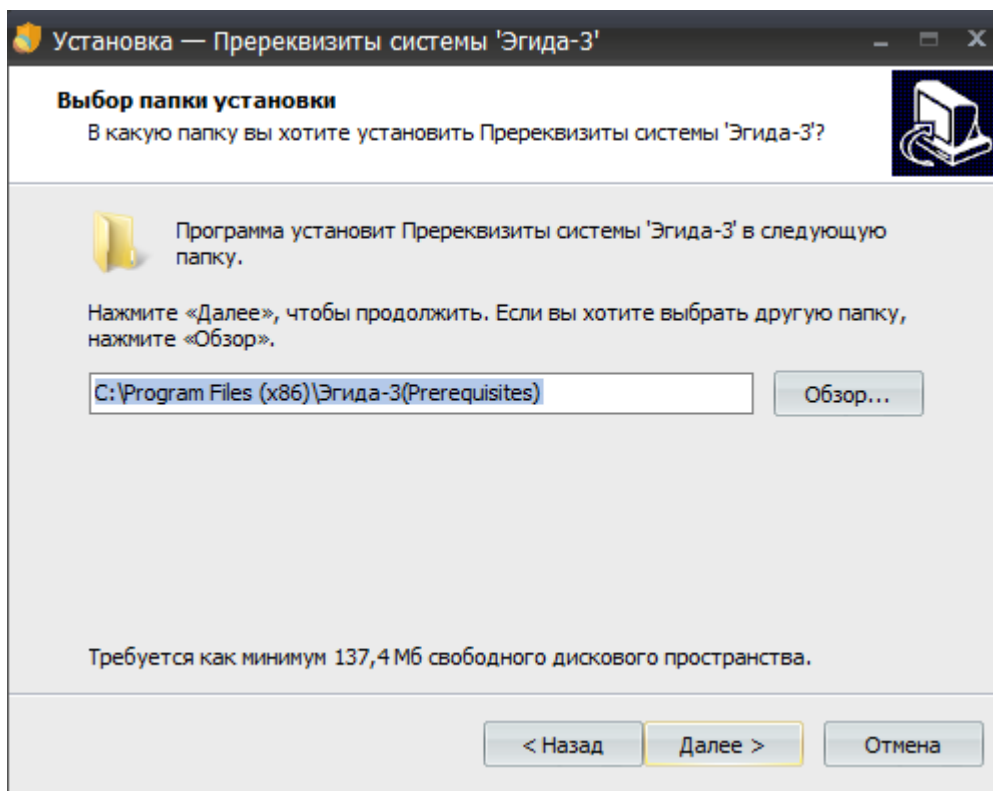 Установка — Пререквизиты системы 'Эгида-3'
Выбор папки установки
В какую папку вы хотите установить Пререквизиты системы 'Эгида-3'?
Программа установит Пререквизиты системы 'Эгида-3' в следующую
папку.
Нажмите «Далее», чтобы продолжить. Если вы хотите выбрать другую папку,
нажмите «Обзор».
C:\Program Files (x86)\Эгида-3(Prerequisites)
Обзор...
Требуется как минимум 137,4 Мб свободного дискового пространства.
< Назад
Далее >
Отмена